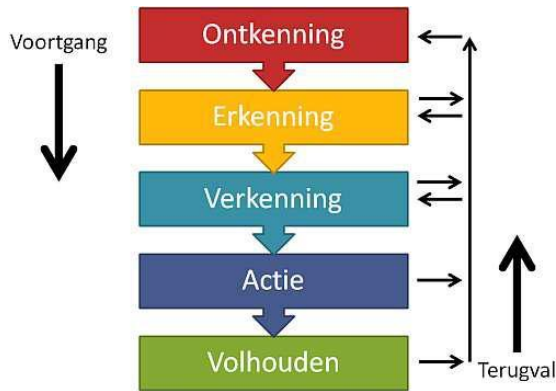 Voortgang
Ontkenning
Erkenning
Verkenning
Actie
Volhouden
Terugval